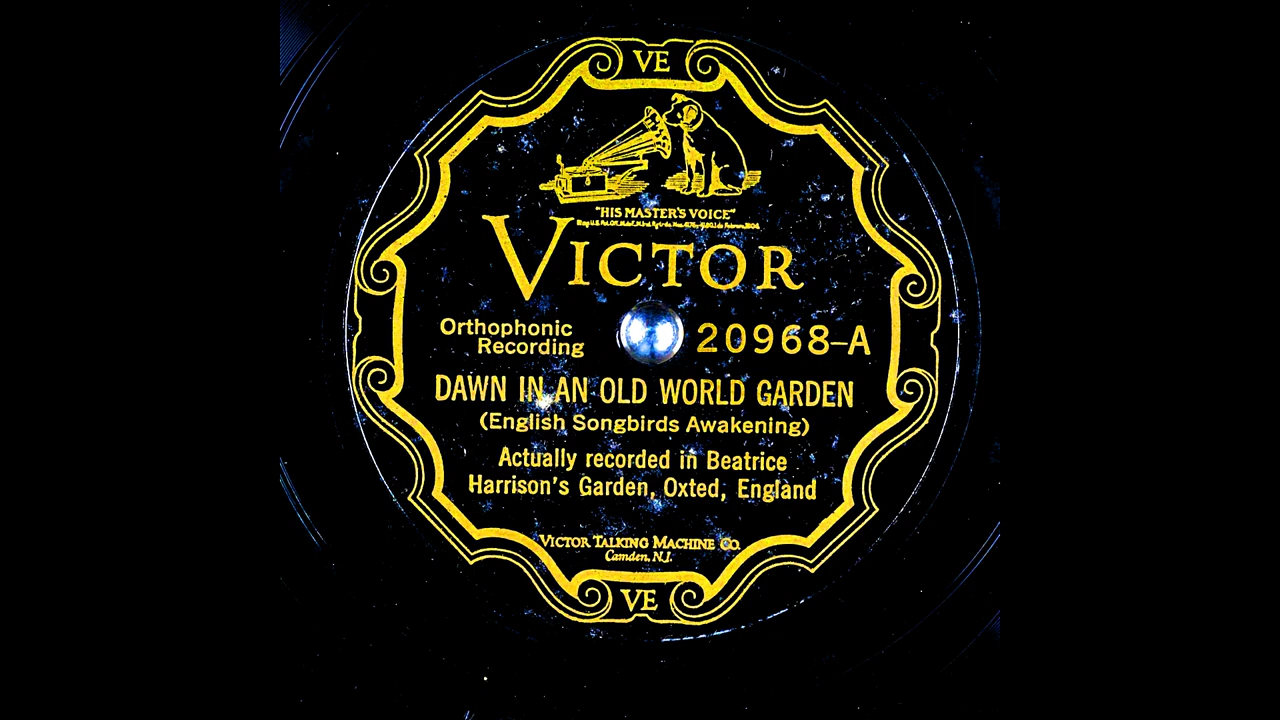 VE
"HIS MASTER'S VOICE"
VICTOR
Orthophonic
Recording
20968-A
DAWN IN AN OLD WORLD GARDEN
(English Songbirds Awakening)
Actually recorded in Beatrice
Harrison's Garden, Oxted, England
VICTOR TALKING MACHINE CO.
Camden, N.J.
VE